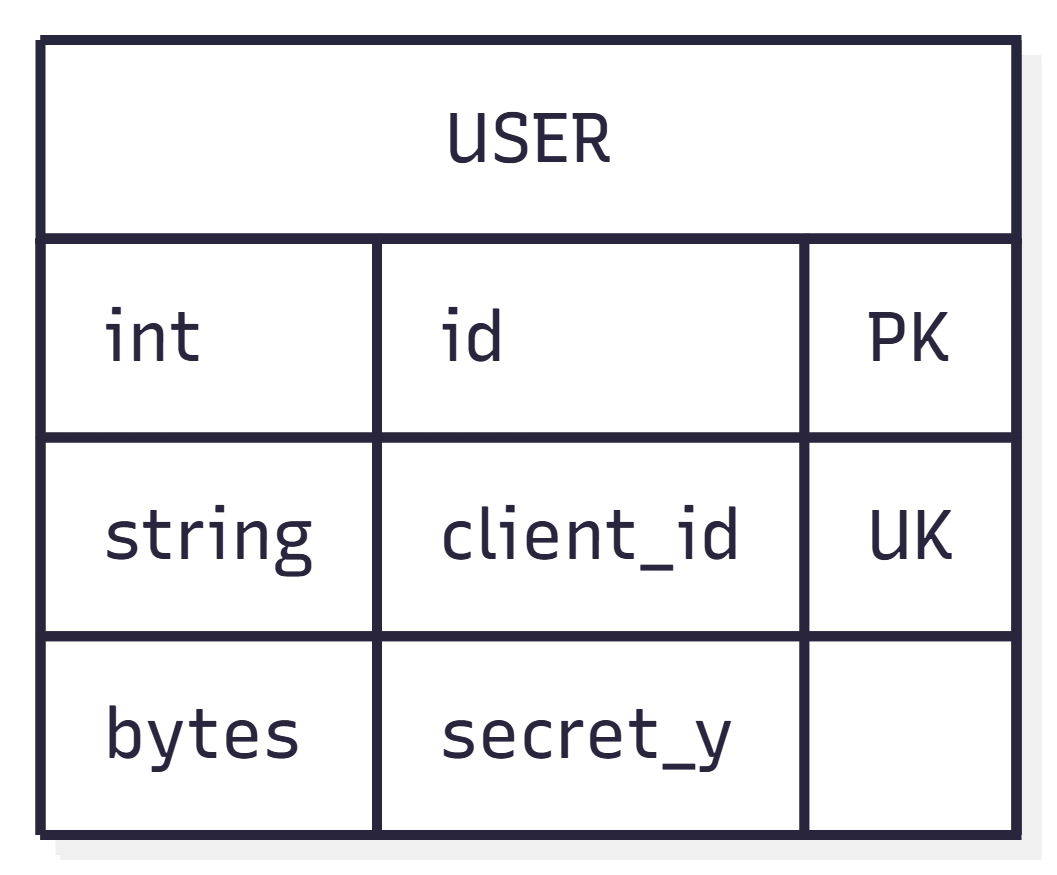 USER
int id PK
string client_id UK
bytes secret_y